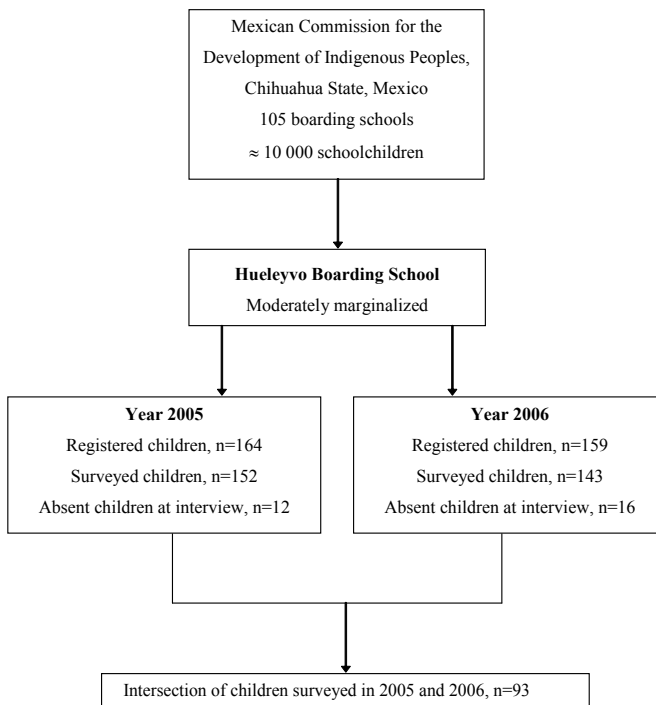 Mexican Commission for the
Development of Indigenous Peoples,
Chihuahua State, Mexico
105 boarding schools
≈ 10 000 schoolchildren
Hueleyvo Boarding School
Moderately marginalized
Year 2005
Registered children, n=164
Surveyed children, n=152
Absent children at interview, n=12
Year 2006
Registered children, n=159
Surveyed children, n=143
Absent children at interview, n=16
Intersection of children surveyed in 2005 and 2006, n=93